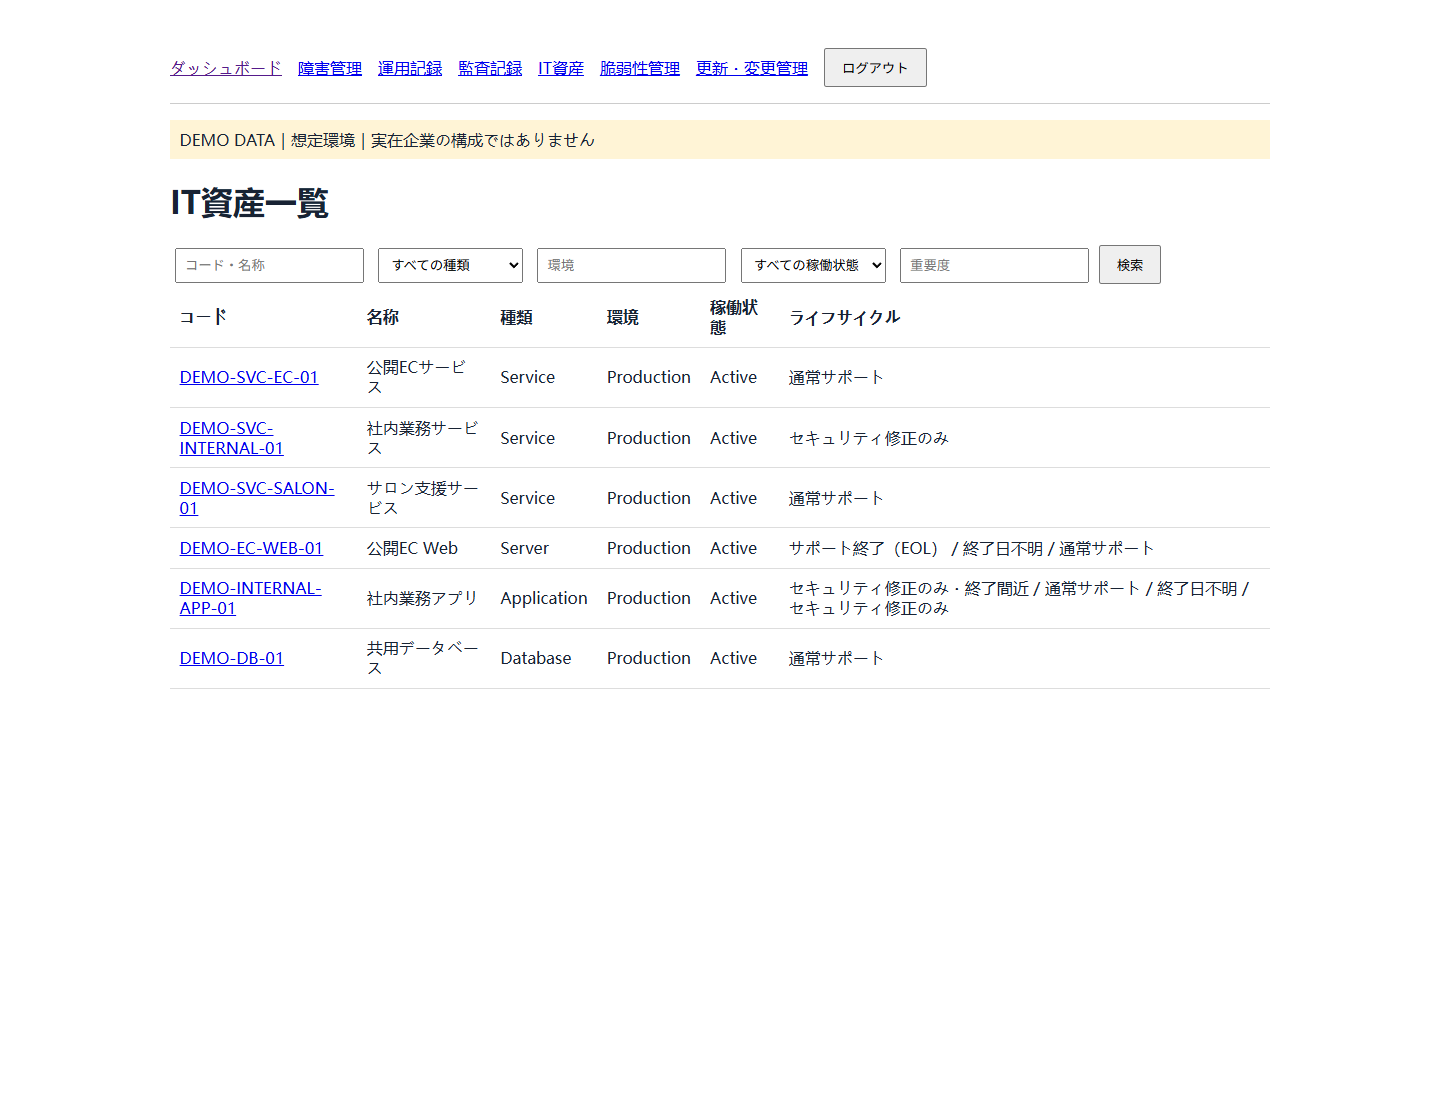 ダッシュボード 障害管理 運用記録 監査記録 IT資産 脆弱性管理 更新・変更管理 ログアウト
DEMO DATA | 想定環境 | 実在企業の構成ではありません
IT資産一覧
コード・名称 すべての種類 環境 すべての稼働状態 重要度 検索
コード 名称 種類 環境 稼働状態 ライフサイクル
DEMO-SVC-EC-01 公開ECサービス Service Production Active 通常サポート
DEMO-SVC-INTERNAL-01 社内業務サービス Service Production Active セキュリティ修正のみ
DEMO-SVC-SALON-01 サロン支援サービス Service Production Active 通常サポート
DEMO-EC-WEB-01 公開EC Web Server Production Active サポート終了（EOL） / 終了日不明 / 通常サポート
DEMO-INTERNAL-APP-01 社内業務アプリ Application Production Active セキュリティ修正のみ・終了間近 / 通常サポート / 終了日不明 / セキュリティ修正のみ
DEMO-DB-01 共用データベース Database Production Active 通常サポート